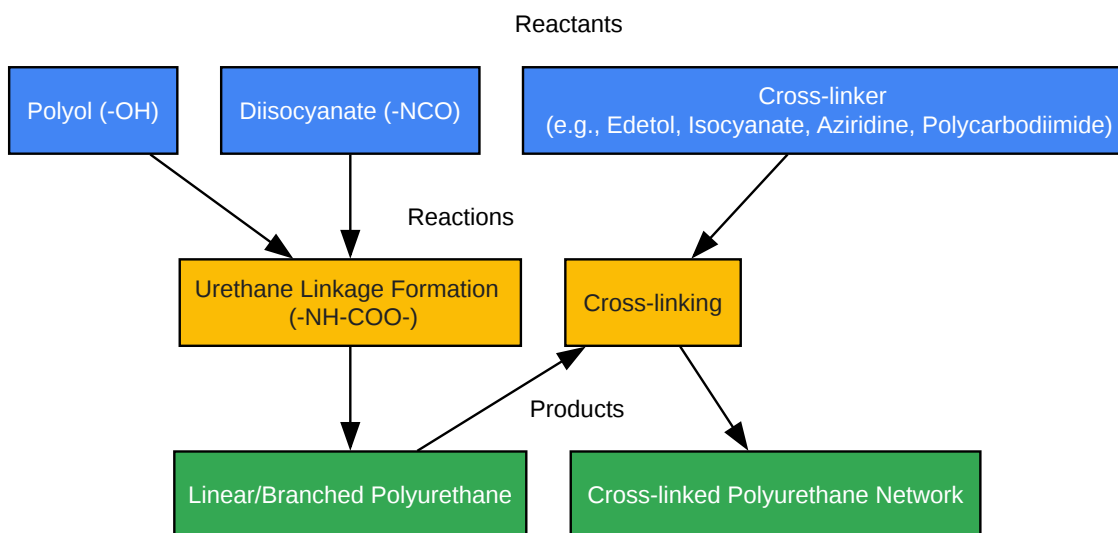 Reactants
Polyol (-OH)
Diisocyanate (-NCO)
Cross-linker
(e.g., Edetol, Isocyanate, Aziridine, Polycarbodiimide)
Reactions
Urethane Linkage Formation
(-NH-COO-)
Cross-linking
Products
Linear/Branched Polyurethane
Cross-linked Polyurethane Network